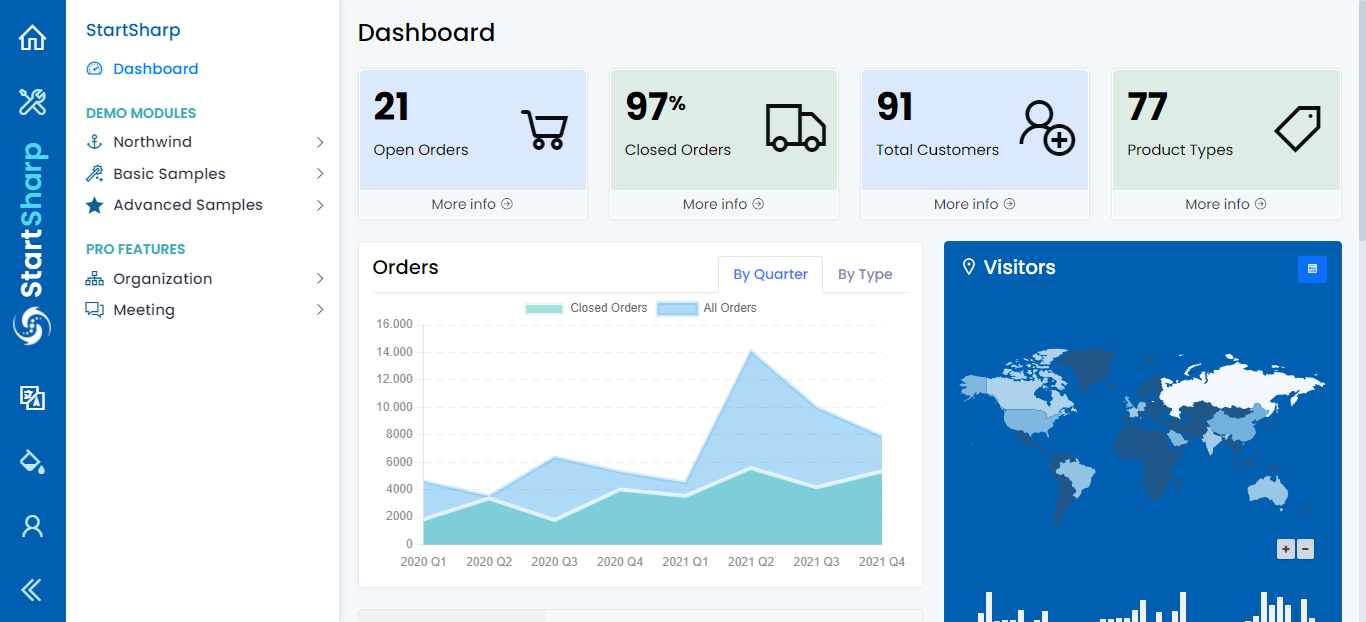 StartSharp
StartSharp
Dashboard
DEMO MODULES
Northwind
Basic Samples
Advanced Samples
PRO FEATURES
Organization
Meeting
Dashboard
21
Open Orders
More info
97%
Closed Orders
More info
91
Total Customers
More info
77
Product Types
More info
Orders
By Quarter
By Type
Closed Orders
All Orders
16.000
14.000
12.000
10.000
8000
6000
4000
2000
0
2020 Q1 2020 Q2 2020 Q3 2020 Q4 2021 Q1 2021 Q2 2021 Q3 2021 Q4
Visitors
+ −